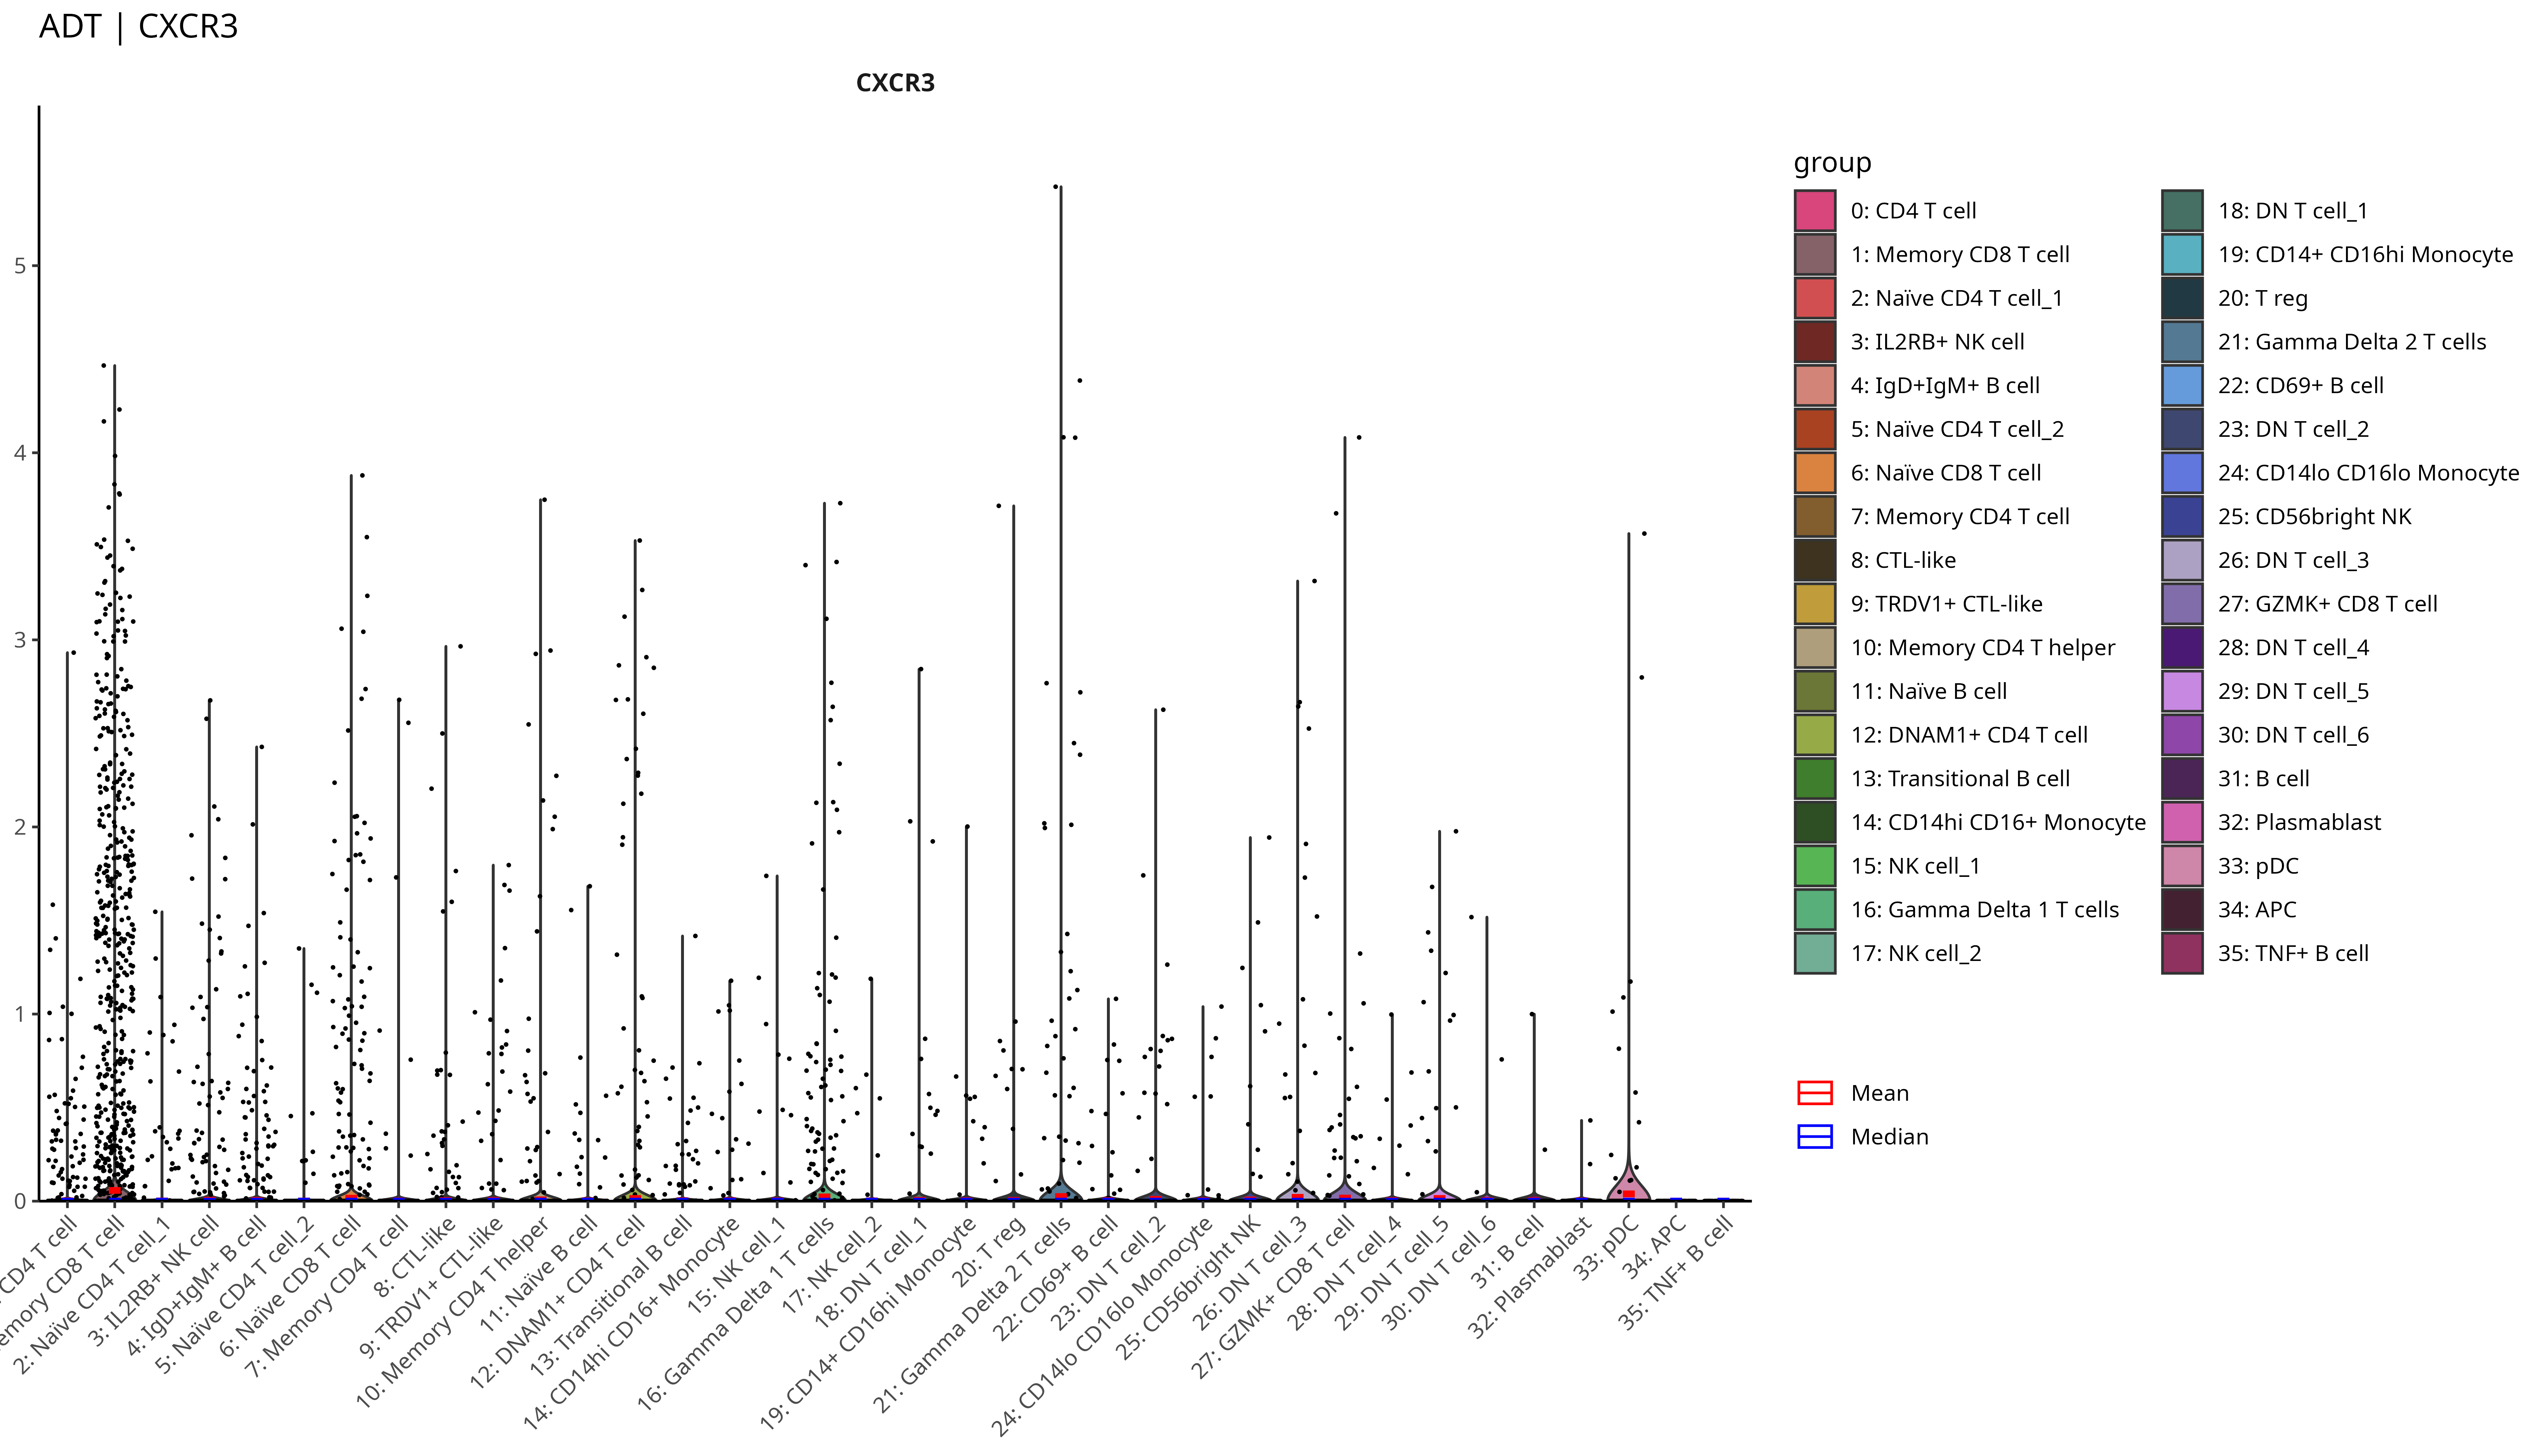 ADT | CXCR3
CXCR3
5
4
3
2
1
0
CD4 T cell
Memory CD8 T cell
2: Naïve CD4 T cell_1
3: IL2RB+ NK cell
4: IgD+IgM+ B cell
5: Naïve CD4 T cell_2
6: Naïve CD8 T cell
7: Memory CD4 T cell
8: CTL-like
9: TRDV1+ CTL-like
10: Memory CD4 T helper
11: Naïve B cell
12: DNAM1+ CD4 T cell
13: Transitional B cell
14: CD14hi CD16+ Monocyte
15: NK cell_1
16: Gamma Delta 1 T cells
17: NK cell_2
18: DN T cell_1
19: CD14+ CD16hi Monocyte
20: T reg
21: Gamma Delta 2 T cells
22: CD69+ B cell
23: DN T cell_2
24: CD14lo CD16lo Monocyte
25: CD56bright NK
26: DN T cell_3
27: GZMK+ CD8 T cell
28: DN T cell_4
29: DN T cell_5
30: DN T cell_6
31: B cell
32: Plasmablast
33: pDC
34: APC
35: TNF+ B cell
group
0: CD4 T cell
1: Memory CD8 T cell
2: Naïve CD4 T cell_1
3: IL2RB+ NK cell
4: IgD+IgM+ B cell
5: Naïve CD4 T cell_2
6: Naïve CD8 T cell
7: Memory CD4 T cell
8: CTL-like
9: TRDV1+ CTL-like
10: Memory CD4 T helper
11: Naïve B cell
12: DNAM1+ CD4 T cell
13: Transitional B cell
14: CD14hi CD16+ Monocyte
15: NK cell_1
16: Gamma Delta 1 T cells
17: NK cell_2
18: DN T cell_1
19: CD14+ CD16hi Monocyte
20: T reg
21: Gamma Delta 2 T cells
22: CD69+ B cell
23: DN T cell_2
24: CD14lo CD16lo Monocyte
25: CD56bright NK
26: DN T cell_3
27: GZMK+ CD8 T cell
28: DN T cell_4
29: DN T cell_5
30: DN T cell_6
31: B cell
32: Plasmablast
33: pDC
34: APC
35: TNF+ B cell
Mean
Median